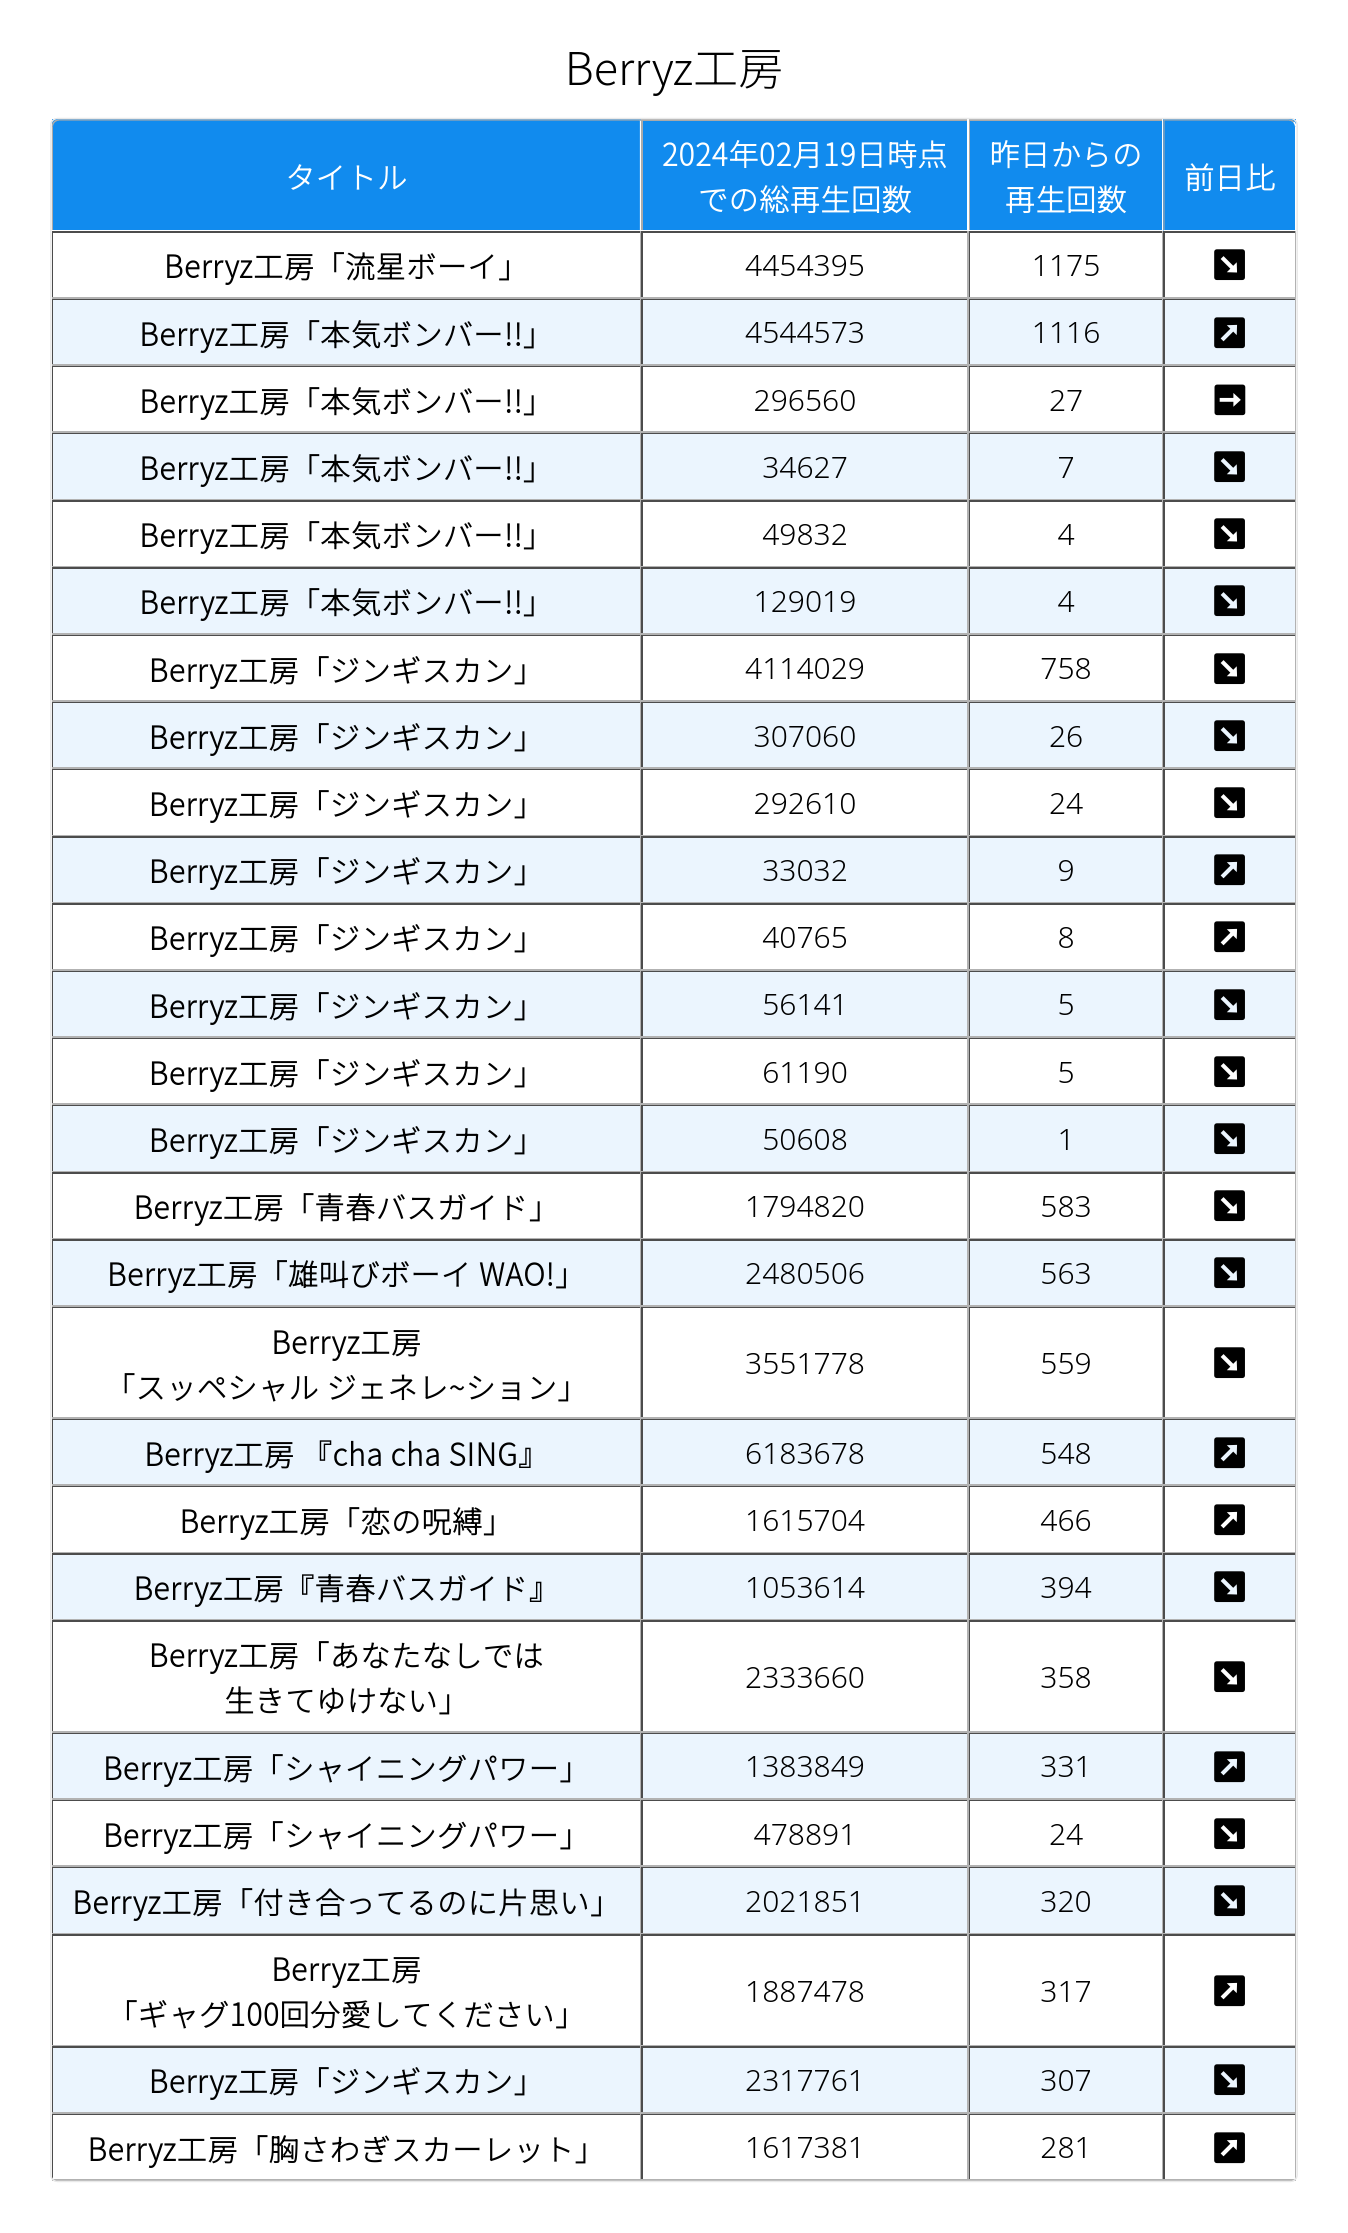 Berryz工房
タイトル
2024年02月19日時点
での総再生回数
昨日からの
再生回数
前日比
Berryz工房「流星ボーイ」 4454395 1175 ↘
Berryz工房「本気ボンバー!!」 4544573 1116 ↗
Berryz工房「本気ボンバー!!」 296560 27 →
Berryz工房「本気ボンバー!!」 34627 7 ↘
Berryz工房「本気ボンバー!!」 49832 4 ↘
Berryz工房「本気ボンバー!!」 129019 4 ↘
Berryz工房「ジンギスカン」 4114029 758 ↘
Berryz工房「ジンギスカン」 307060 26 ↘
Berryz工房「ジンギスカン」 292610 24 ↘
Berryz工房「ジンギスカン」 33032 9 ↗
Berryz工房「ジンギスカン」 40765 8 ↗
Berryz工房「ジンギスカン」 56141 5 ↘
Berryz工房「ジンギスカン」 61190 5 ↘
Berryz工房「ジンギスカン」 50608 1 ↘
Berryz工房「青春バスガイド」 1794820 583 ↘
Berryz工房「雄叫びボーイ WAO!」 2480506 563 ↘
Berryz工房
「スッペシャル ジェネレ~ション」 3551778 559 ↘
Berryz工房 『cha cha SING』 6183678 548 ↗
Berryz工房「恋の呪縛」 1615704 466 ↗
Berryz工房『青春バスガイド』 1053614 394 ↘
Berryz工房「あなたなしでは
生きてゆけない」 2333660 358 ↘
Berryz工房「シャイニングパワー」 1383849 331 ↗
Berryz工房「シャイニングパワー」 478891 24 ↘
Berryz工房「付き合ってるのに片思い」 2021851 320 ↘
Berryz工房
「ギャグ100回分愛してください」 1887478 317 ↗
Berryz工房「ジンギスカン」 2317761 307 ↘
Berryz工房「胸さわぎスカーレット」 1617381 281 ↗